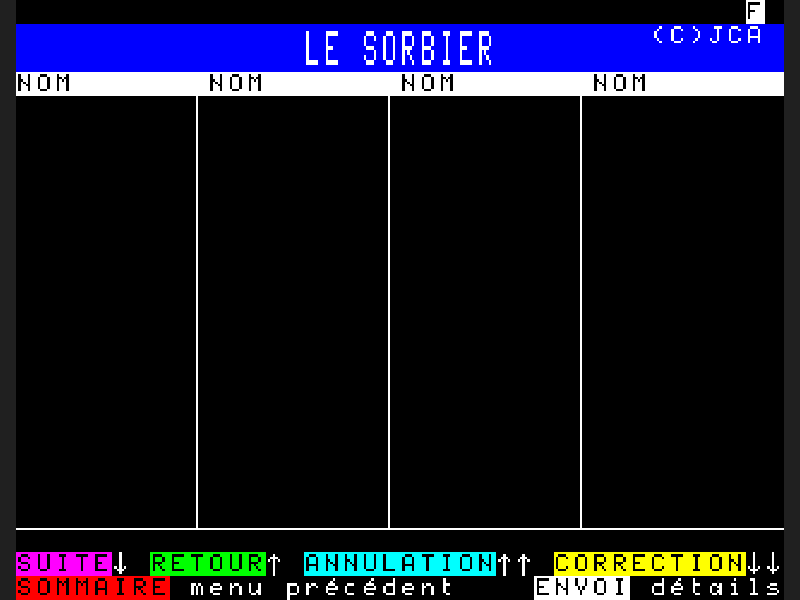 F
LE SORBIER
(C)JCA
NOM NOM NOM NOM
SUITE↓ RETOUR↑ ANNULATION↑↑ CORRECTION↓↓
SOMMAIRE menu précédent ENVOI détails